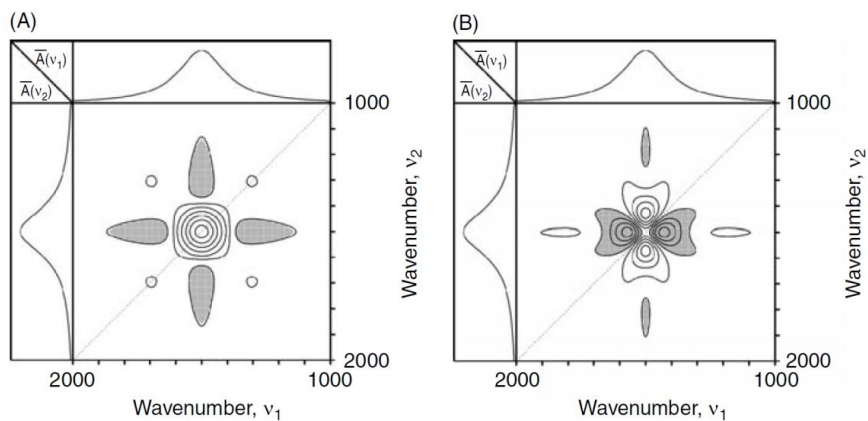 (A)
A̅(ν₁)
A̅(ν₂)
1000
Wavenumber, ν₂
2000
2000
1000
Wavenumber, ν₁
(B)
A̅(ν₁)
A̅(ν₂)
1000
Wavenumber, ν₂
2000
2000
1000
Wavenumber, ν₁